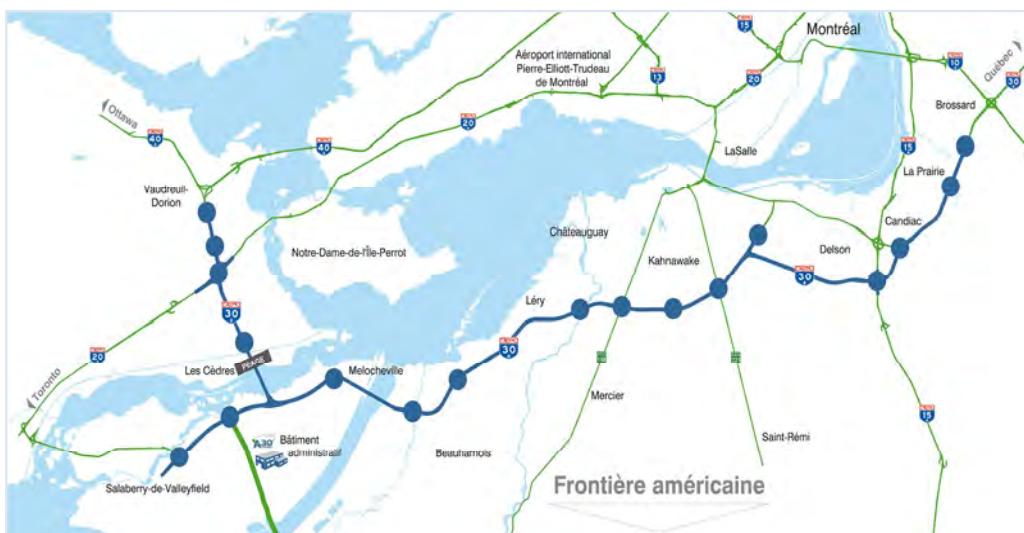 Montréal
15
15
Aéroport international
Pierre-Elliott-Trudeau
de Montréal
13
20
10
Québec
30
Brossard
Ottawa
40
40
20
LaSalle
15
La Prairie
Vaudreuil-
Dorion
Candiac
Châteauguay
Notre-Dame-de-l'Île-Perrot
Kahnawake
Delson
30
Léry
30
20
30
Les Cèdres
PÉAGE
Melocheville
Toronto
Mercier
15
A30
Bâtiment
administratif
Beauharnois
Saint-Rémi
Salaberry-de-Valleyfield
Frontière américaine